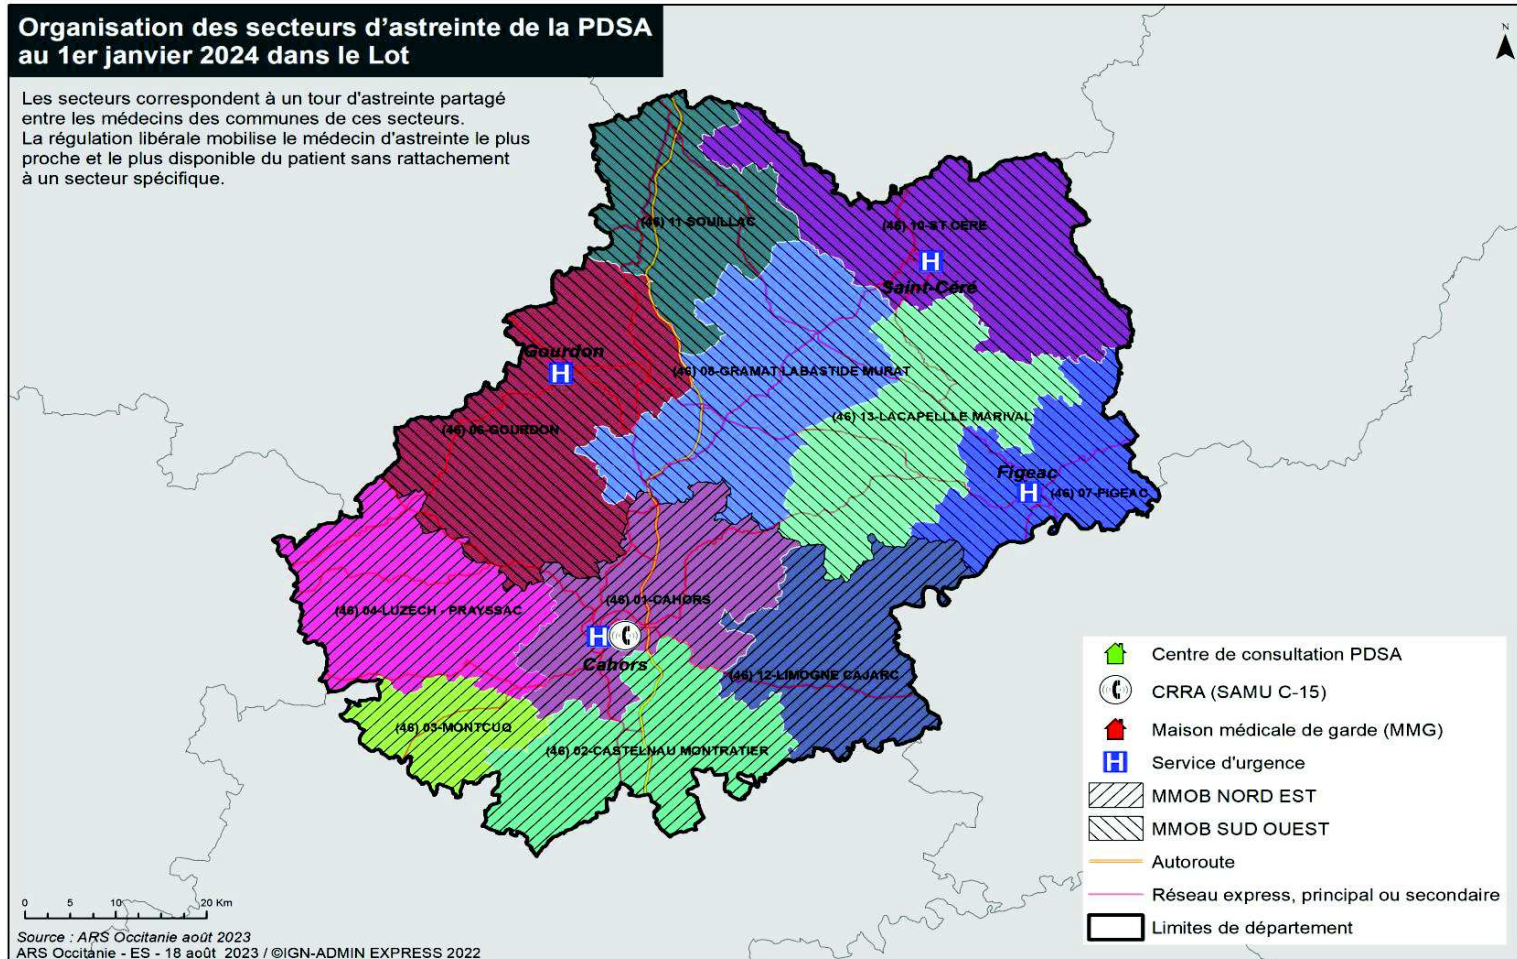 Organisation des secteurs d'astreinte de la PDSA
au 1er janvier 2024 dans le Lot
Les secteurs correspondent à un tour d'astreinte partagé
entre les médecins des communes de ces secteurs.
La régulation libérale mobilise le médecin d'astreinte le plus
proche et le plus disponible du patient sans rattachement
à un secteur spécifique.
N
(46) 11 SOUILLAC
(46) 10-ST CERE
Saint-Céré
Gourdon
(46) 08-GRAMAT LABASTIDE MURAT
(46) 13-LACAPELLLE MARIVAL
(46) 06-GOURDON
Figeac
(46) 07-FIGEAC
(46) 01-CAHORS
(46) 04-LUZECH - PRAYSSAC
Cahors
(46) 12-LIMOGNE CAJARC
(46) 03-MONTCUQ
(46) 02-CASTELNAU MONTRATIER
H
H
H
H
Centre de consultation PDSA
CRRA (SAMU C-15)
Maison médicale de garde (MMG)
H Service d'urgence
MMOB NORD EST
MMOB SUD OUEST
Autoroute
Réseau express, principal ou secondaire
Limites de département
0 5 10 20 Km
Source : ARS Occitanie août 2023
ARS Occitanie - ES - 18 août 2023 / ©IGN-ADMIN EXPRESS 2022